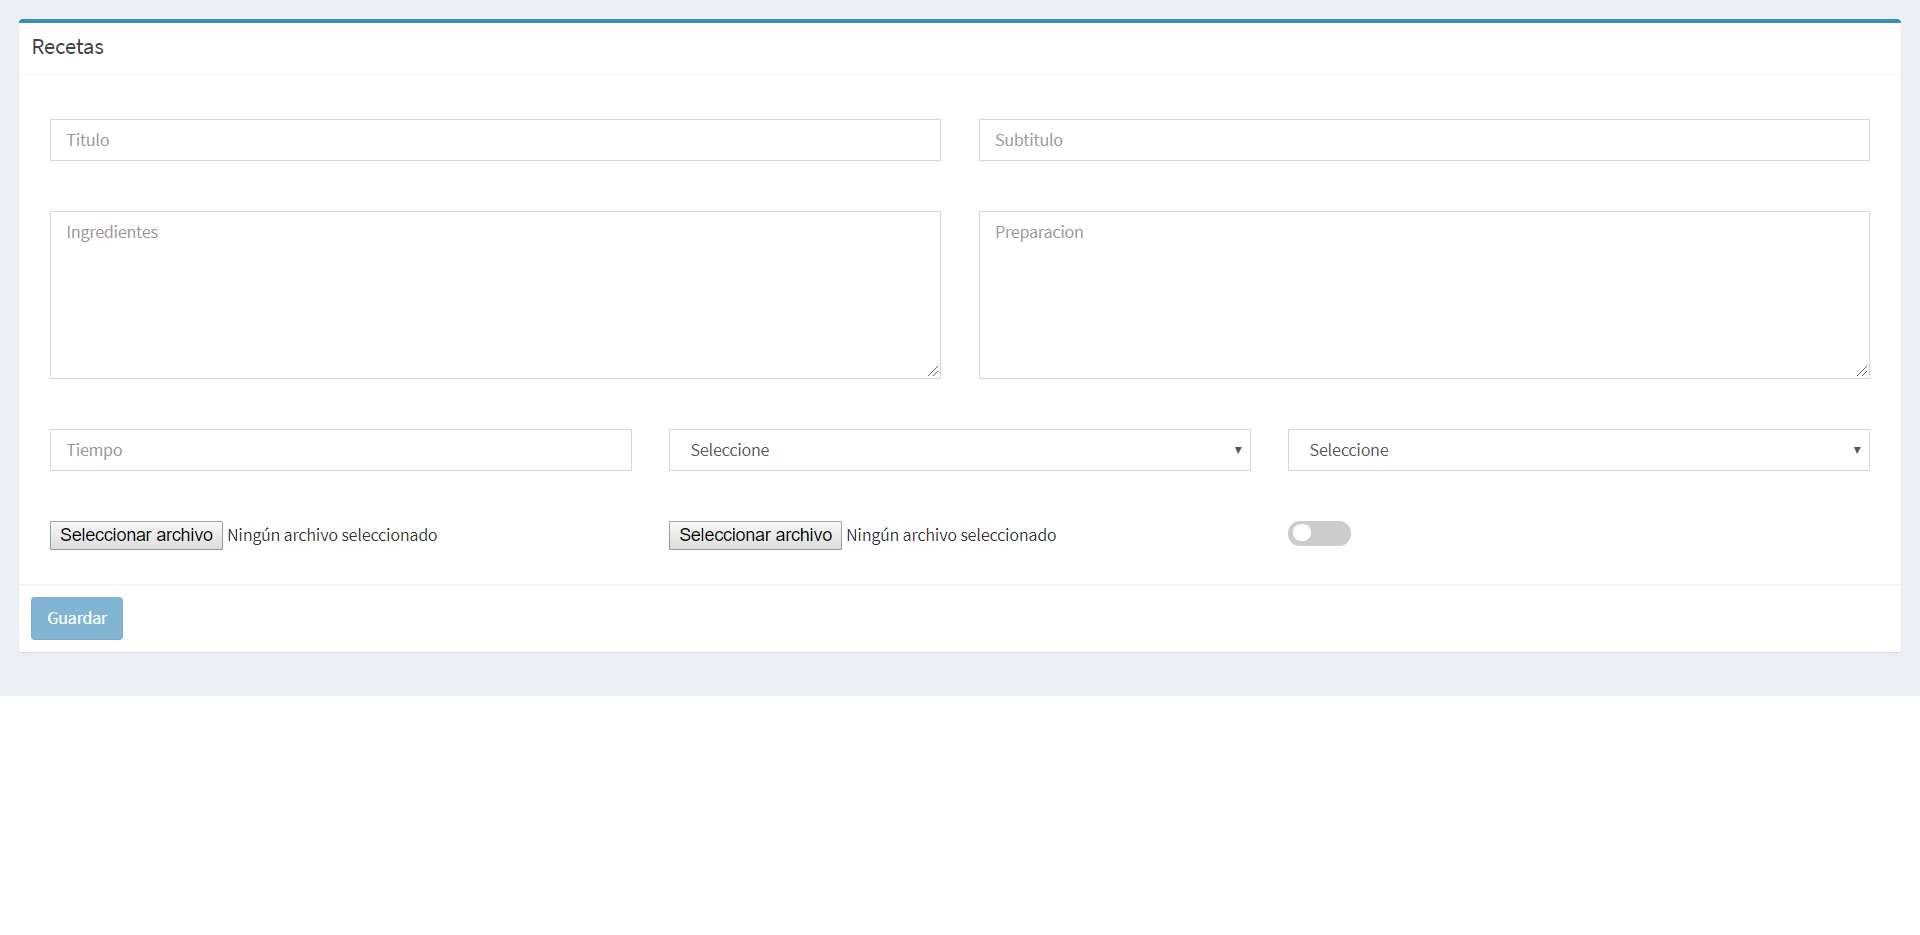 Recetas
Titulo
Subtitulo
Ingredientes
Preparacion
Tiempo
Seleccione
Seleccione
Seleccionar archivo Ningún archivo seleccionado
Seleccionar archivo Ningún archivo seleccionado
Guardar